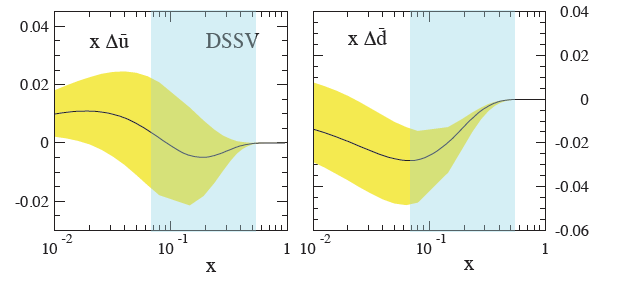 0.04 0.04
x Δū DSSV x Δd̄
0.02 0.02
0 0
-0.02
-0.02 -0.04
-0.06
10⁻² 10⁻¹ 1 10⁻² 10⁻¹ 1
x x